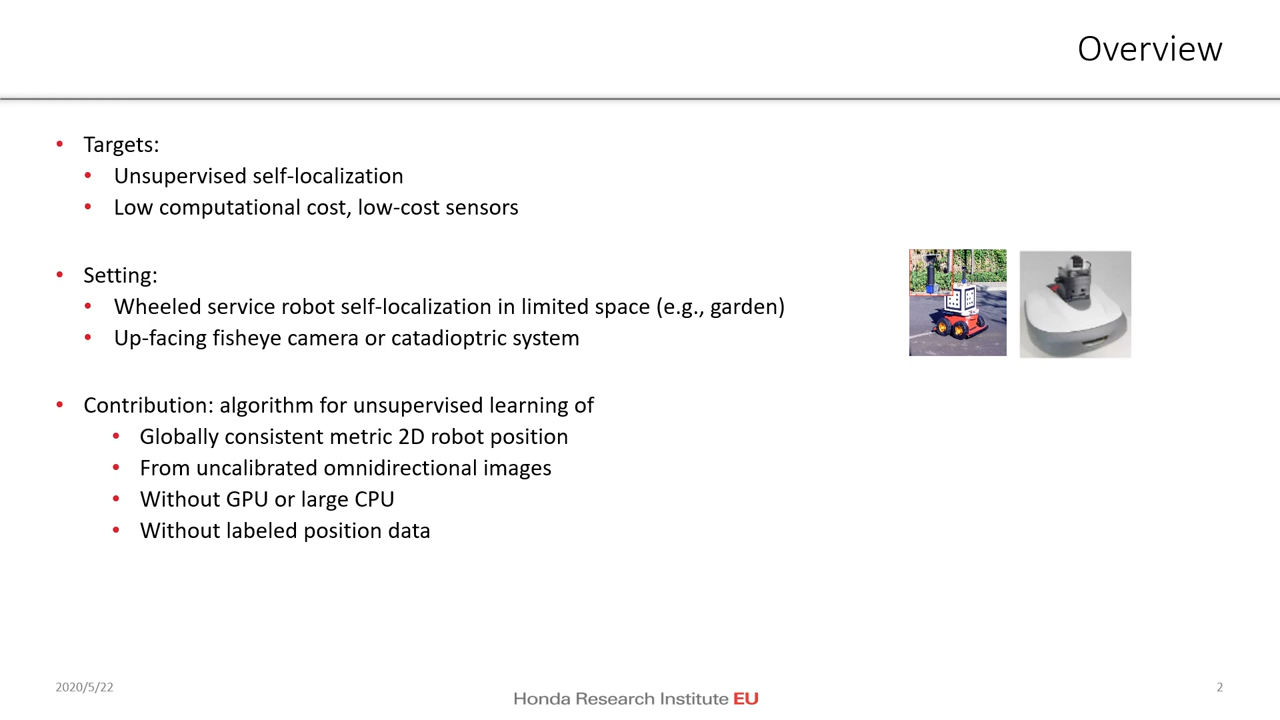 Overview
• Targets:
• Unsupervised self-localization
• Low computational cost, low-cost sensors
• Setting:
• Wheeled service robot self-localization in limited space (e.g., garden)
• Up-facing fisheye camera or catadioptric system
• Contribution: algorithm for unsupervised learning of
• Globally consistent metric 2D robot position
• From uncalibrated omnidirectional images
• Without GPU or large CPU
• Without labeled position data
2020/5/22
Honda Research Institute EU
2